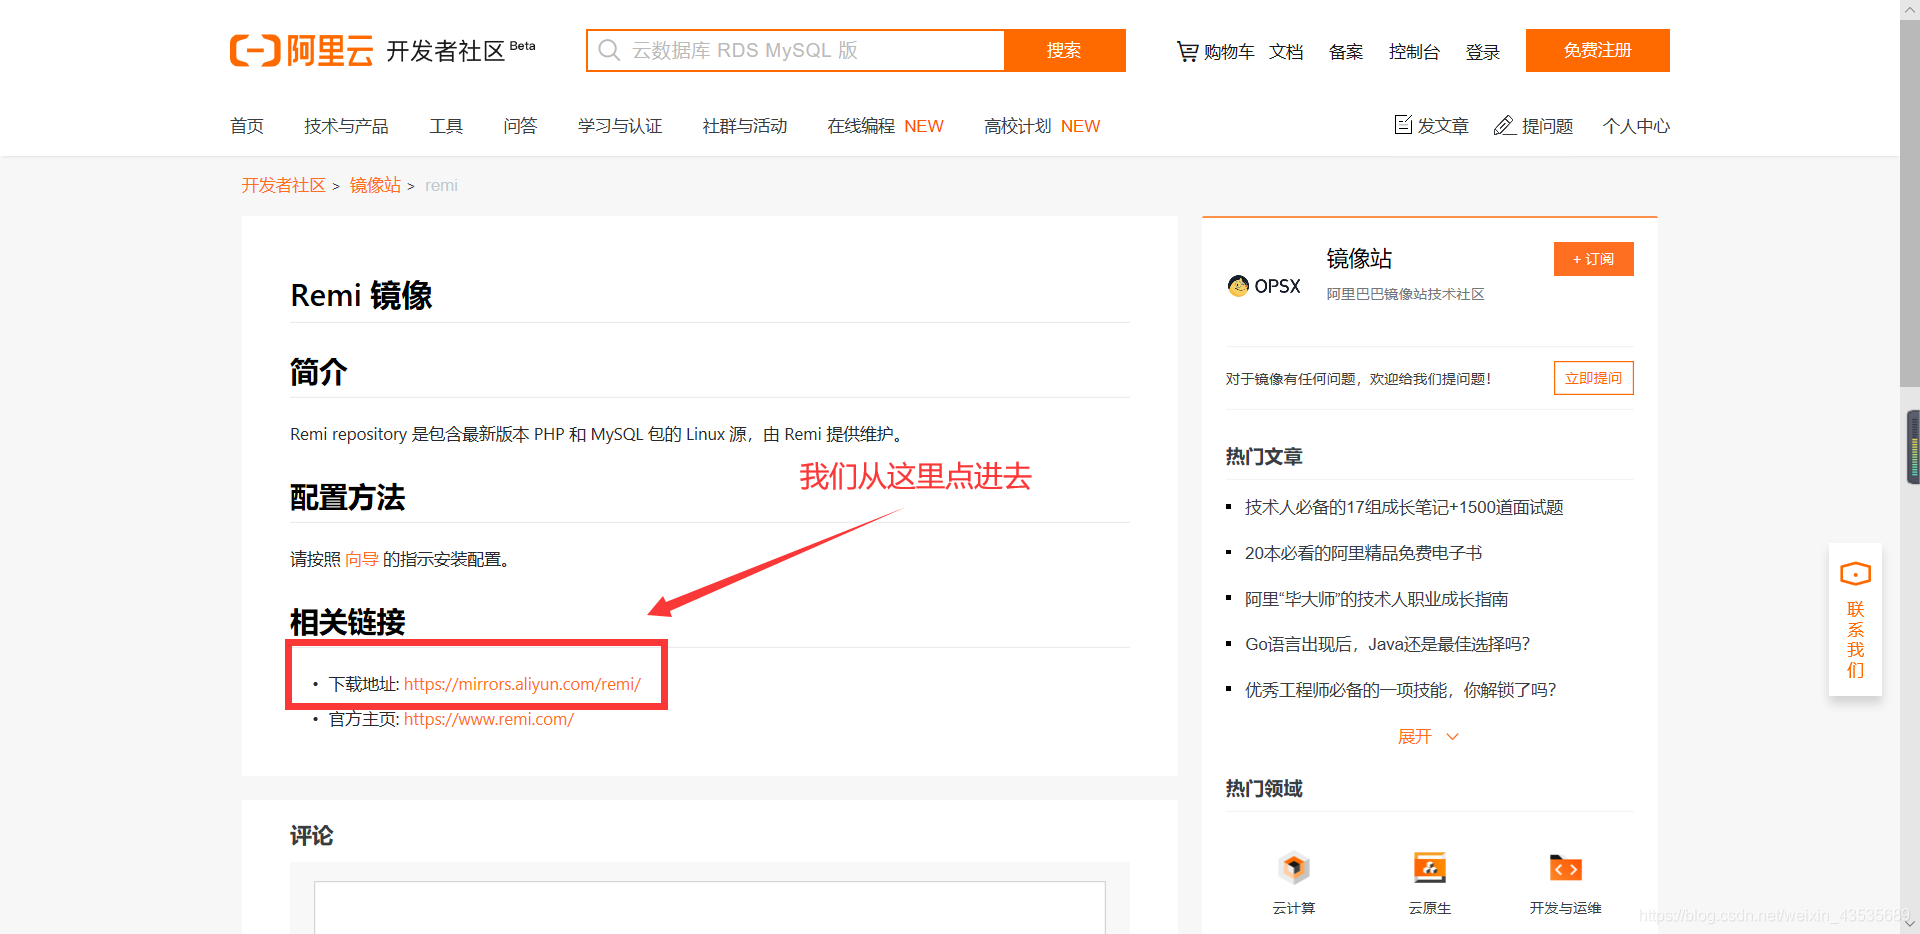 阿里云 开发者社区 Beta
云数据库 RDS MySQL 版
搜索
购物车 文档 备案 控制台 登录
免费注册
首页 技术与产品 工具 问答 学习与认证 社群与活动 在线编程 NEW 高校计划 NEW
发文章 提问题 个人中心
开发者社区 > 镜像站 > remi
Remi 镜像
简介
Remi repository 是包含最新版本 PHP 和 MySQL 包的 Linux 源，由 Remi 提供维护。
我们从这里点进去
配置方法
请按照 向导 的指示安装配置。
相关链接
• 下载地址: https://mirrors.aliyun.com/remi/
• 官方主页: https://www.remi.com/
评论
OPSX
镜像站
+ 订阅
阿里巴巴镜像站技术社区
对于镜像有任何问题，欢迎给我们提问题！
立即提问
热门文章
技术人必备的17组成长笔记+1500道面试题
20本必看的阿里精品免费电子书
阿里“毕大师”的技术人职业成长指南
Go语言出现后，Java还是最佳选择吗？
优秀工程师必备的一项技能，你解锁了吗？
展开
热门领域
云计算 云原生 开发与运维
联系我们
https://blog.csdn.net/weixin_43535689